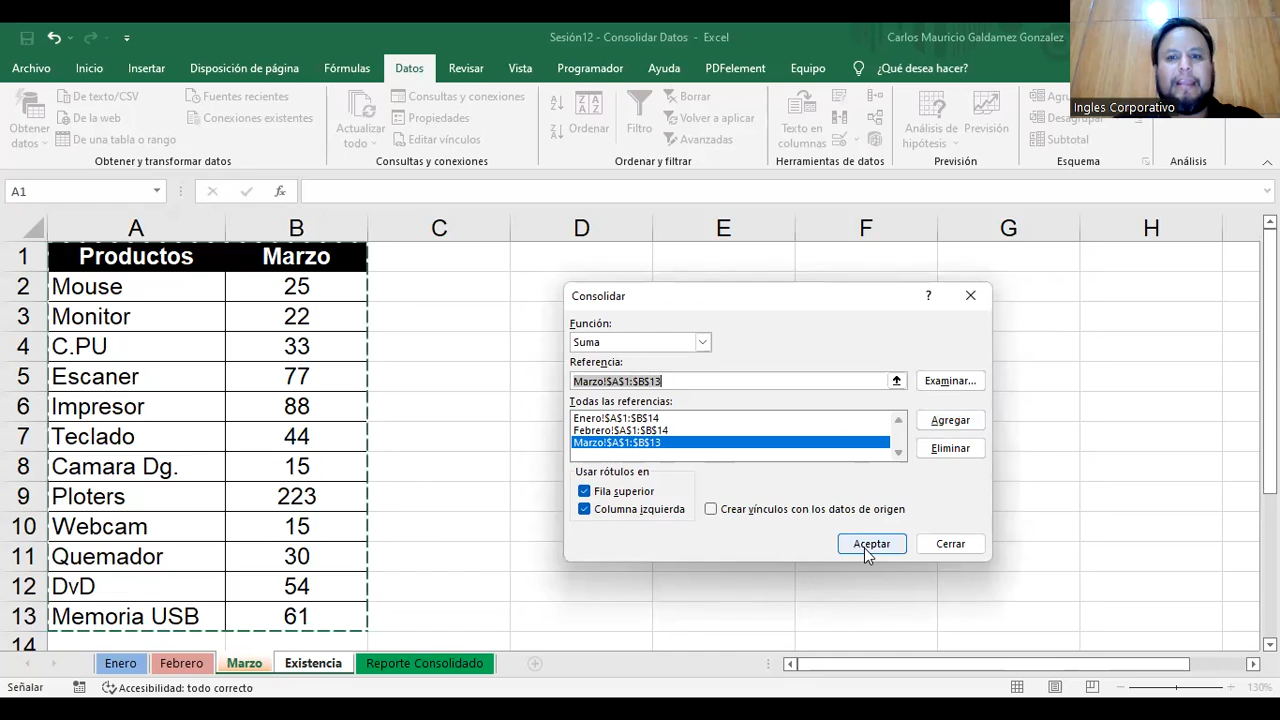 Sesión12 - Consolidar Datos - Excel
Carlos Mauricio Galdamez Gonzalez
Archivo Inicio Insertar Disposición de página Fórmulas Datos Revisar Vista Programador Ayuda PDFelement Equipo ¿Qué desea hacer?
Ingles Corporativo
De texto/CSV Fuentes recientes Consultas y conexiones Borrar
Obtener datos De la web Conexiones existentes Actualizar todo Propiedades Ordenar Filtro Volver a aplicar Texto en columnas Análisis de hipótesis Previsión
De una tabla o rango Editar vínculos Avanzadas Subtotal
Obtener y transformar datos Consultas y conexiones Ordenar y filtrar Herramientas de datos Previsión Esquema Análisis
A1 fx
A B C D E F G H
1 Productos Marzo
2 Mouse 25
3 Monitor 22
4 C.PU 33
5 Escaner 77
6 Impresor 88
7 Teclado 44
8 Camara Dg. 15
9 Ploters 223
10 Webcam 15
11 Quemador 30
12 DvD 54
13 Memoria USB 61
14
Consolidar ?
Función:
Suma
Referencia:
Marzo!$A$1:$B$13 Examinar...
Todas las referencias:
Enero!$A$1:$B$14 Agregar
Febrero!$A$1:$B$14
Marzo!$A$1:$B$13 Eliminar
Usar rótulos en
Fila superior
Columna izquierda Crear vínculos con los datos de origen
Aceptar Cerrar
Enero Febrero Marzo Existencia Reporte Consolidado
Señalar Accesibilidad: todo correcto 130%